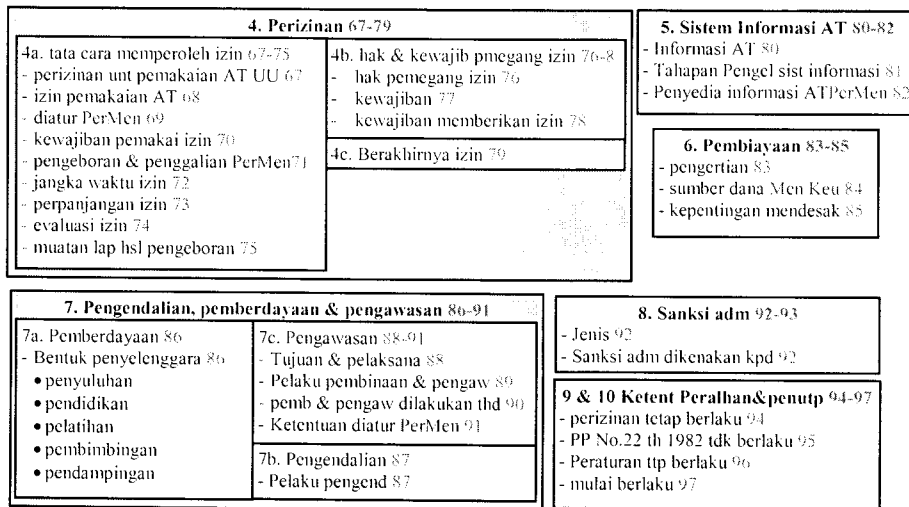 4. Perizinan 67-79
4a. tata cara memperoleh izin 67-75
- perizinan unt pemakaian AT UU 67
- izin pemakaian AT 68
- diatur PerMen 69
- kewajiban pemakai izin 70
- pengeboran & penggalian PerMen71
- jangka waktu izin 72
- perpanjangan izin 73
- evaluasi izin 74
- muatan lap hsl pengeboran 75
4b. hak & kewajib pmegang izin 76-8
- hak pemegang izin 76
- kewajiban 77
- kewajiban memberikan izin 78
4c. Berakhirnya izin 79
5. Sistem Informasi AT 80-82
- Informasi AT 80
- Tahapan Pengel sist informasi 81
- Penyedia informasi ATPerMen 82
6. Pembiayaan 83-85
- pengertian 83
- sumber dana Men Keu 84
- kepentingan mendesak 85
7. Pengendalian, pemberdayaan & pengawasan 86-91
7a. Pemberdayaan 86
- Bentuk penyelenggara 86
• penyuluhan
• pendidikan
• pelatihan
• pembimbingan
• pendampingan
7c. Pengawasan 88-91
- Tujuan & pelaksana 88
- Pelaku pembinaan & pengaw 89
- pemb & pengaw dilakukan thd 90
- Ketentuan diatur PerMen 91
7b. Pengendalian 87
- Pelaku pengend 87
8. Sanksi adm 92-93
- Jenis 92
- Sanksi adm dikenakan kpd 92
9 & 10 Ketent Peralhan&penutp 94-97
- perizinan tetap berlaku 94
- PP No.22 th 1982 tdk berlaku 95
- Peraturan ttp berlaku 96
- mulai berlaku 97